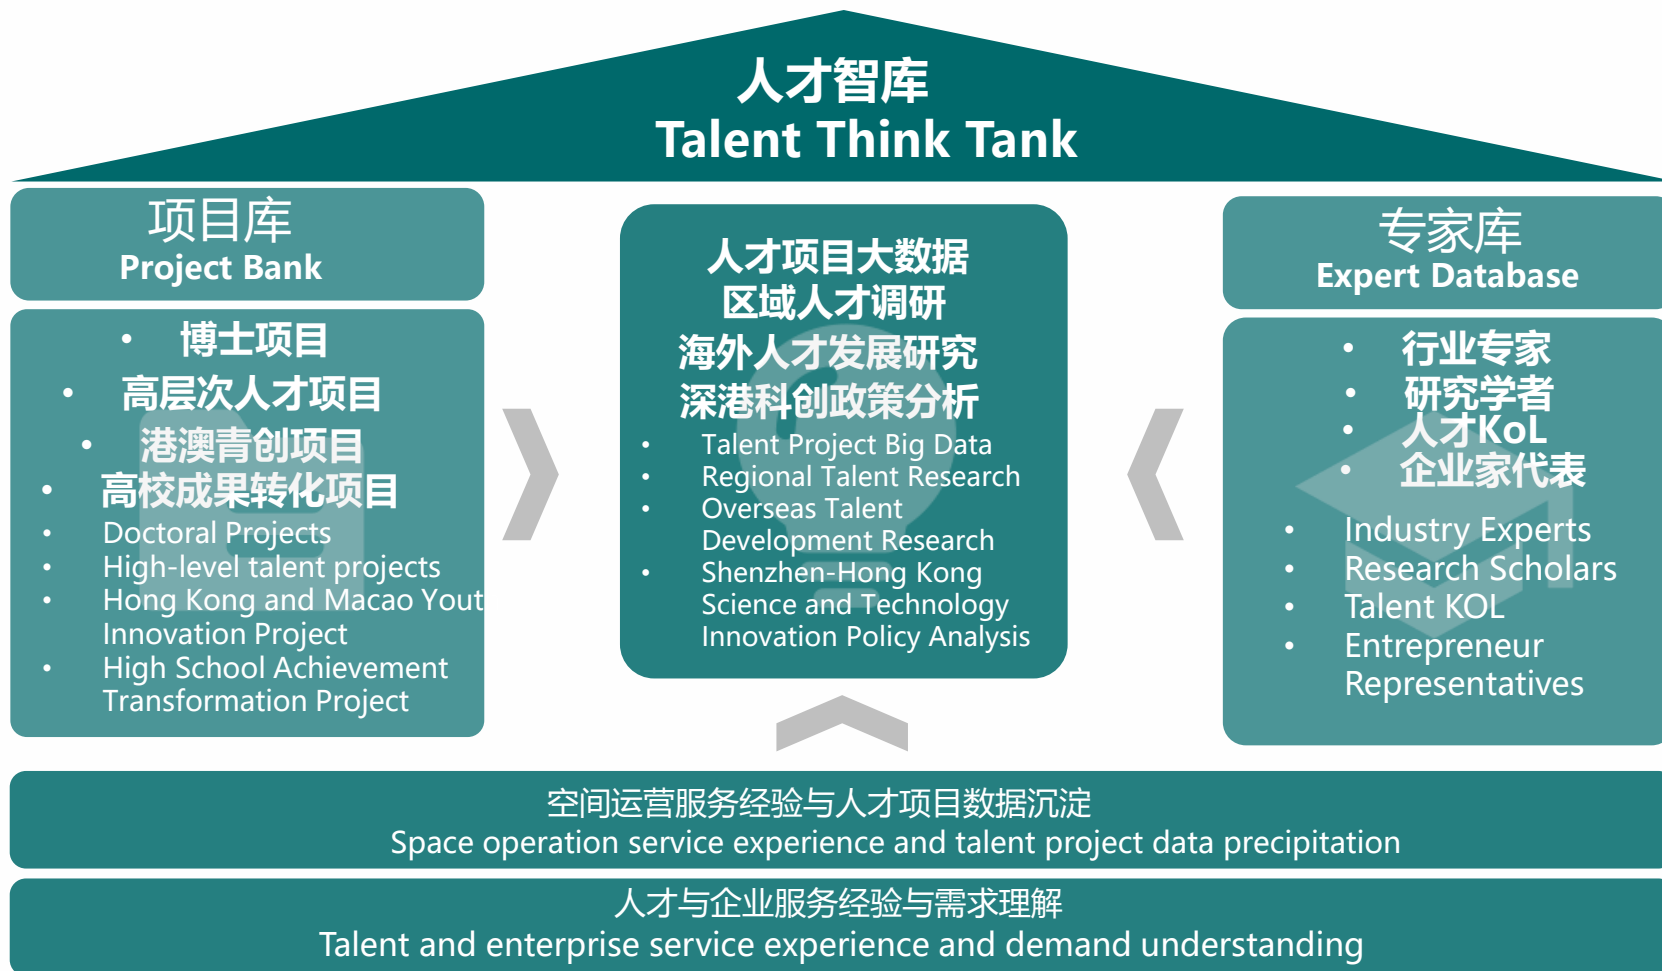 人才智库
Talent Think Tank
项目库
Project Bank
• 博士项目
• 高层次人才项目
• 港澳青创项目
• 高校成果转化项目
• Doctoral Projects
• High-level talent projects
• Hong Kong and Macao Yout
Innovation Project
• High School Achievement
Transformation Project
人才项目大数据
区域人才调研
海外人才发展研究
深港科创政策分析
• Talent Project Big Data
• Regional Talent Research
• Overseas Talent
Development Research
• Shenzhen-Hong Kong
Science and Technology
Innovation Policy Analysis
专家库
Expert Database
• 行业专家
• 研究学者
• 人才KoL
• 企业家代表
• Industry Experts
• Research Scholars
• Talent KOL
• Entrepreneur
Representatives
空间运营服务经验与人才项目数据沉淀
Space operation service experience and talent project data precipitation
人才与企业服务经验与需求理解
Talent and enterprise service experience and demand understanding